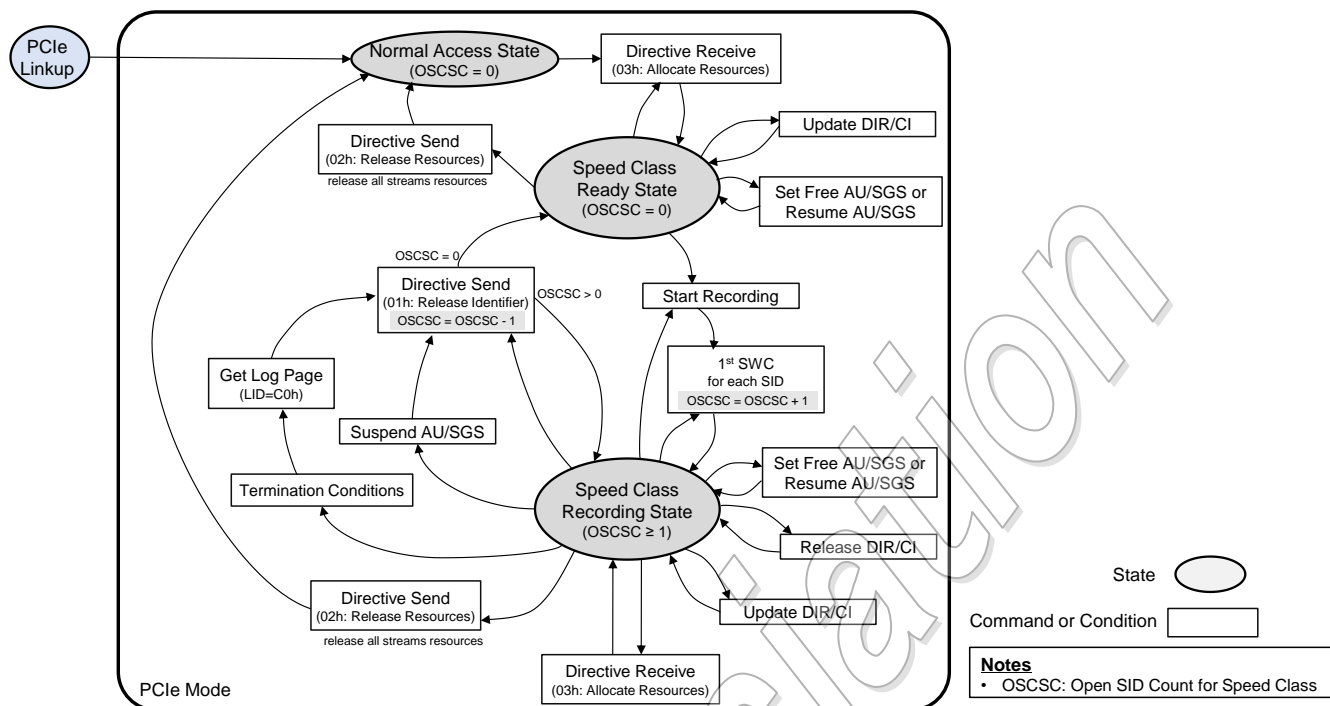 PCIe
Linkup
Normal Access State
(OSCSC = 0)
Directive Receive
(03h: Allocate Resources)
Update DIR/CI
Directive Send
(02h: Release Resources)
release all streams resources
Speed Class
Ready State
(OSCSC = 0)
Set Free AU/SGS or
Resume AU/SGS
OSCSC = 0
Directive Send
(01h: Release Identifier)
OSCSC = OSCSC - 1
OSCSC > 0
Start Recording
1st SWC
for each SID
OSCSC = OSCSC + 1
Get Log Page
(LID=C0h)
Suspend AU/SGS
Set Free AU/SGS or
Resume AU/SGS
Termination Conditions
Speed Class
Recording State
(OSCSC ≥ 1)
Release DIR/CI
State
Directive Send
(02h: Release Resources)
release all streams resources
Update DIR/CI
Command or Condition
Directive Receive
(03h: Allocate Resources)
PCIe Mode
Notes
• OSCSC: Open SID Count for Speed Class